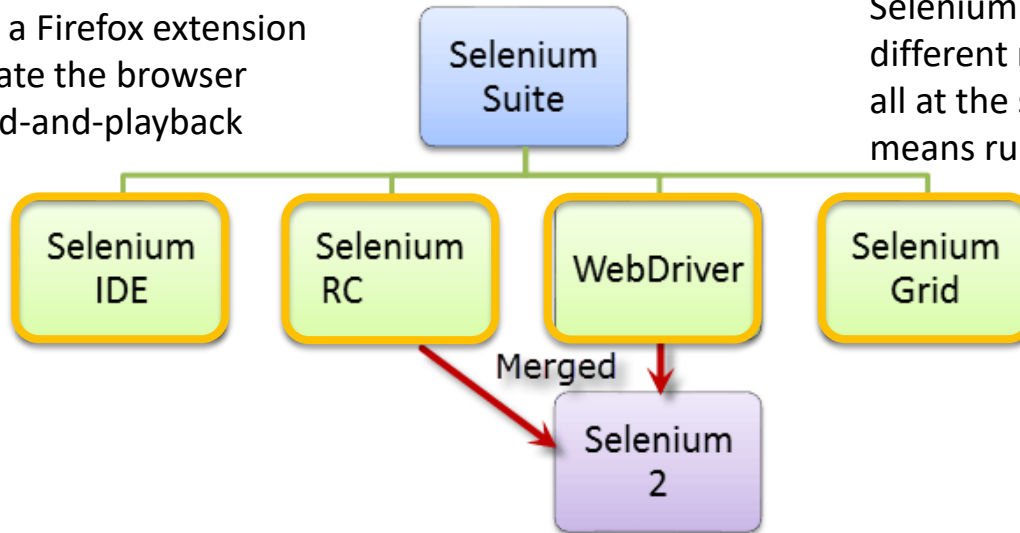 a Firefox extension
ate the browser
d-and-playback
Selenium
different
all at the
means ru
Selenium
Suite
Selenium
IDE
Selenium
RC
WebDriver
Selenium
Grid
Merged
Selenium
2